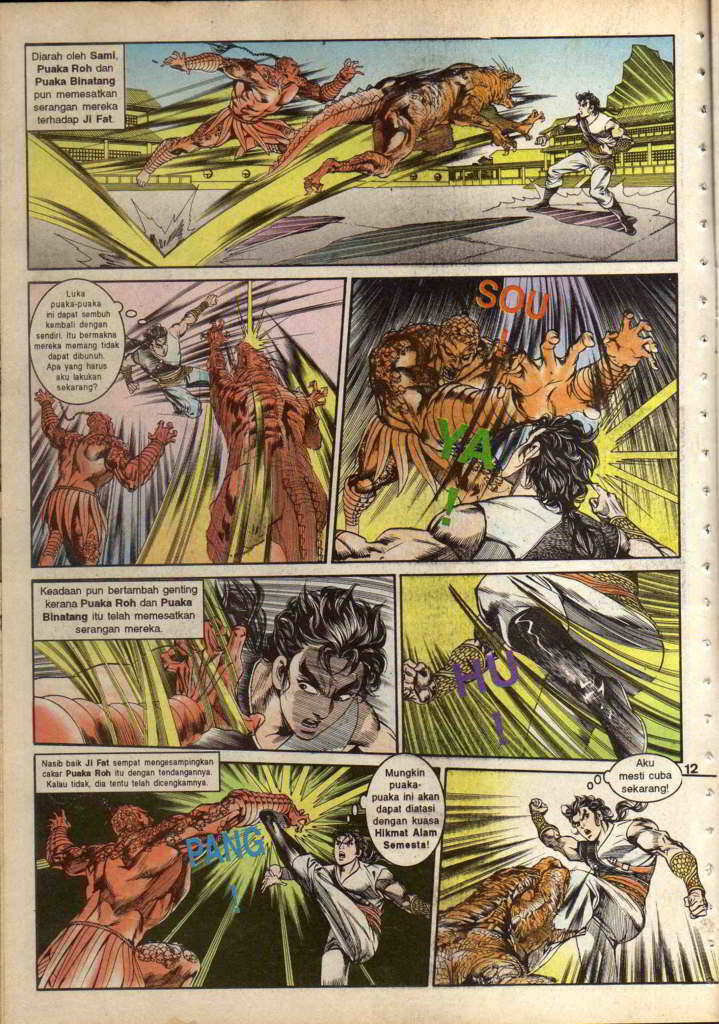 Diarah oleh Sami,
Puaka Roh dan
Puaka Binatang
pun memesatkan
serangan mereka
terhadap Ji Fat.
Luka
puaka-puaka
ini dapat sembuh
kembali dengan
sendiri. Itu bermakna
mereka memang tidak
dapat dibunuh.
Apa yang harus
aku lakukan
sekarang?
SOU
!
YA
!
Keadaan pun bertambah genting
kerana Puaka Roh dan Puaka
Binatang itu telah memesatkan
serangan mereka.
HU
!
Nasib baik Ji Fat sempat mengesampingkan
cakar Puaka Roh itu dengan tendangannya.
Kalau tidak, dia tentu telah dicengkamnya.
PANG
!
Mungkin
puaka-
puaka ini akan
dapat diatasi
dengan kuasa
Hikmat Alam
Semesta!
Aku
mesti cuba
sekarang!
12